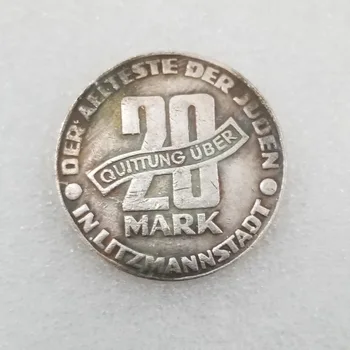 DER AELTESTE DER JUDEN
20
QUITTUNG ÜBER
MARK
IN LITZMANNSTADT